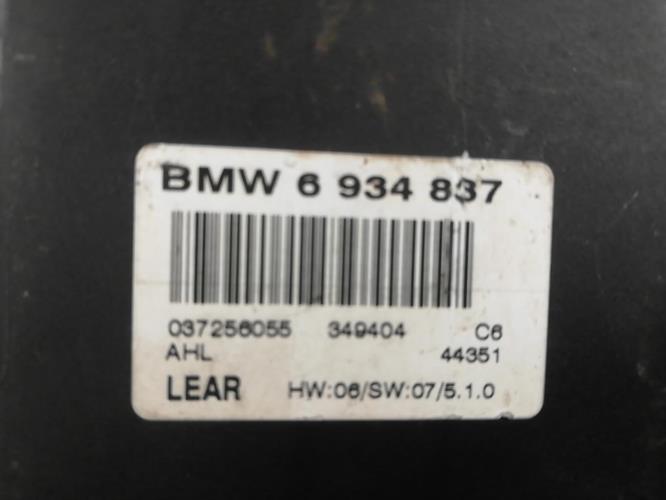 BMW 6 934 837
037256055 349404 C6
AHL 44351
LEAR HW:06/SW:07/5.1.0